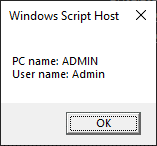 Windows Script Host
PC name: ADMIN
User name: Admin
OK